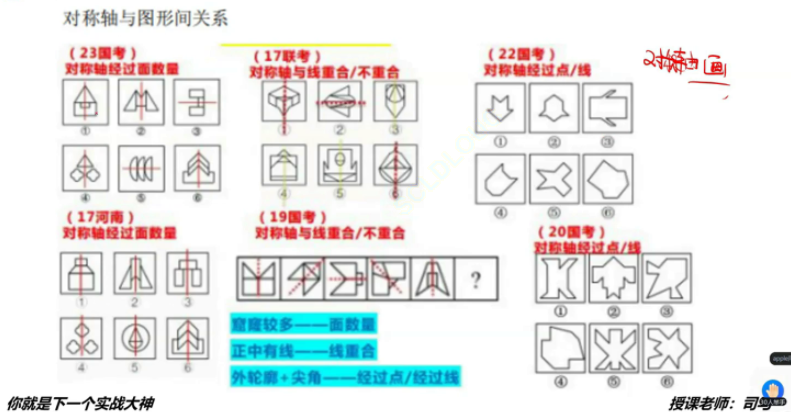 对称轴与图形间关系
（23国考）
对称轴经过面数量
① ② ③
④ ⑤ ⑥
（17联考）
对称轴与线重合/不重合
① ② ③
④ ⑤ ⑥
（22国考）
对称轴经过点/线
① ② ③
④ ⑤ ⑥
（17河南）
对称轴经过面数量
① ② ③
④ ⑤ ⑥
（19国考）
对称轴与线重合/不重合
?
（20国考）
对称轴经过点/线
① ② ③
④ ⑤ ⑥
窟窿较多——面数量
正中有线——线重合
外轮廓+尖角——经过点/经过线
画
你就是下一个实战大神
授课老师：司